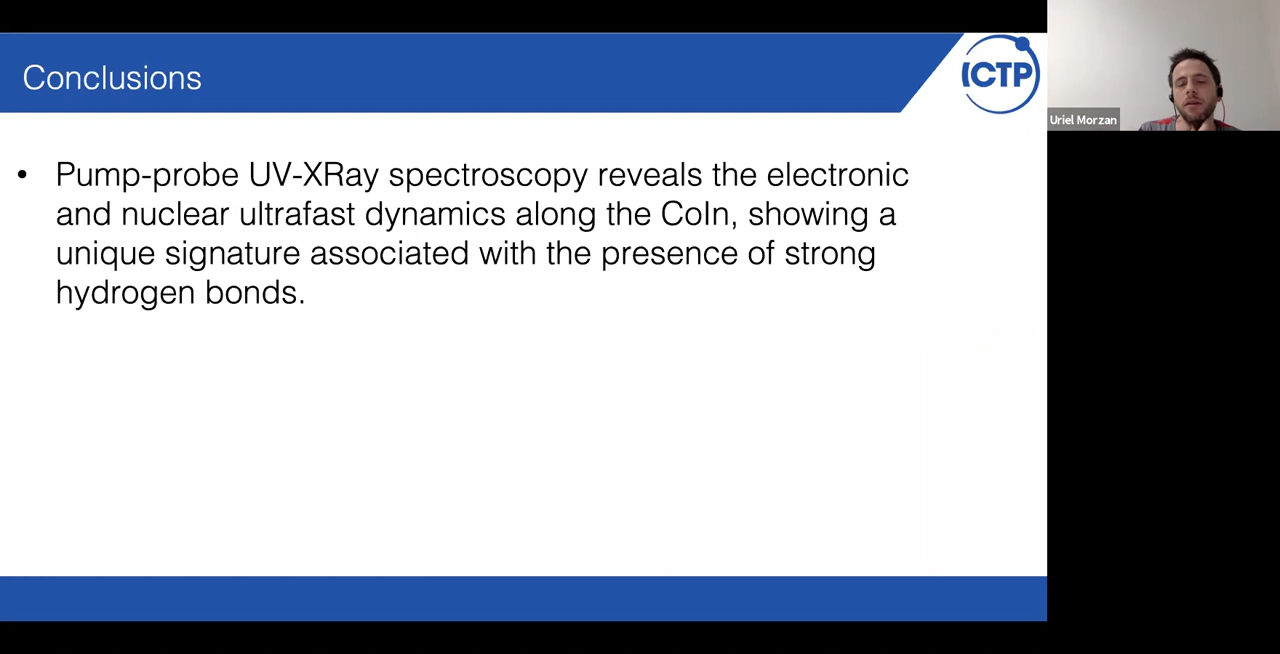 Conclusions
ICTP
Uriel Morzan
• Pump-probe UV-XRay spectroscopy reveals the electronic
and nuclear ultrafast dynamics along the CoIn, showing a
unique signature associated with the presence of strong
hydrogen bonds.